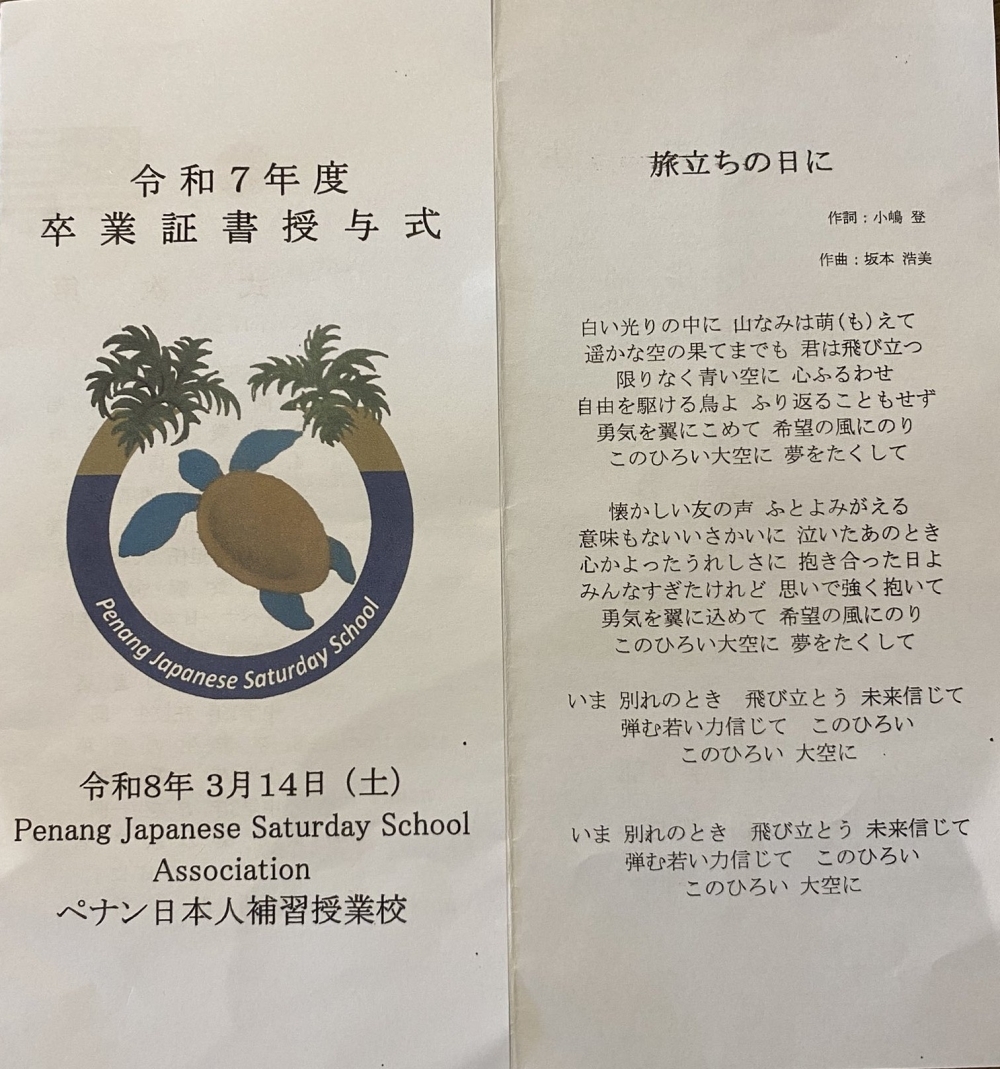 令和７年度
卒業証書授与式
Penang Japanese Saturday School
令和8年 3月14日（土）
Penang Japanese Saturday School
Association
ペナン日本人補習授業校
旅立ちの日に
作詞：小嶋 登
作曲：坂本 浩美
白い光りの中に 山なみは萌(も)えて
遥かな空の果てまでも 君は飛び立つ
限りなく青い空に 心ふるわせ
自由を駆ける鳥よ ふり返ることもせず
勇気を翼にこめて 希望の風にのり
このひろい大空に 夢をたくして
懐かしい友の声 ふとよみがえる
意味もないいさかいに 泣いたあのとき
心かよったうれしさに 抱き合った日よ
みんなすぎたけれど 思いで強く抱いて
勇気を翼に込めて 希望の風にのり
このひろい大空に 夢をたくして
いま 別れのとき　飛び立とう 未来信じて
弾む若い力信じて　このひろい
このひろい 大空に
いま 別れのとき　飛び立とう 未来信じて
弾む若い力信じて　このひろい
このひろい 大空に